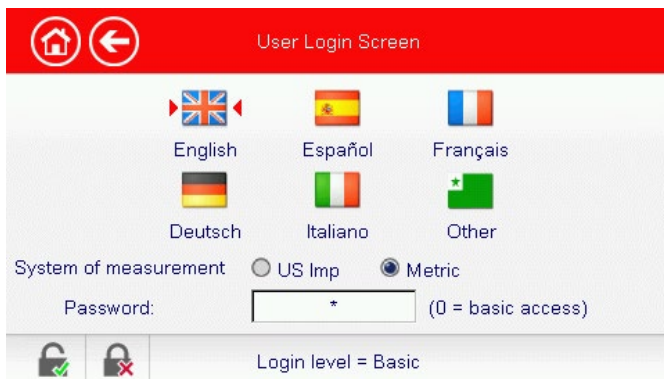 User Login Screen
English Español Français
Deutsch Italiano Other
System of measurement US Imp Metric
Password: * (0 = basic access)
Login level = Basic